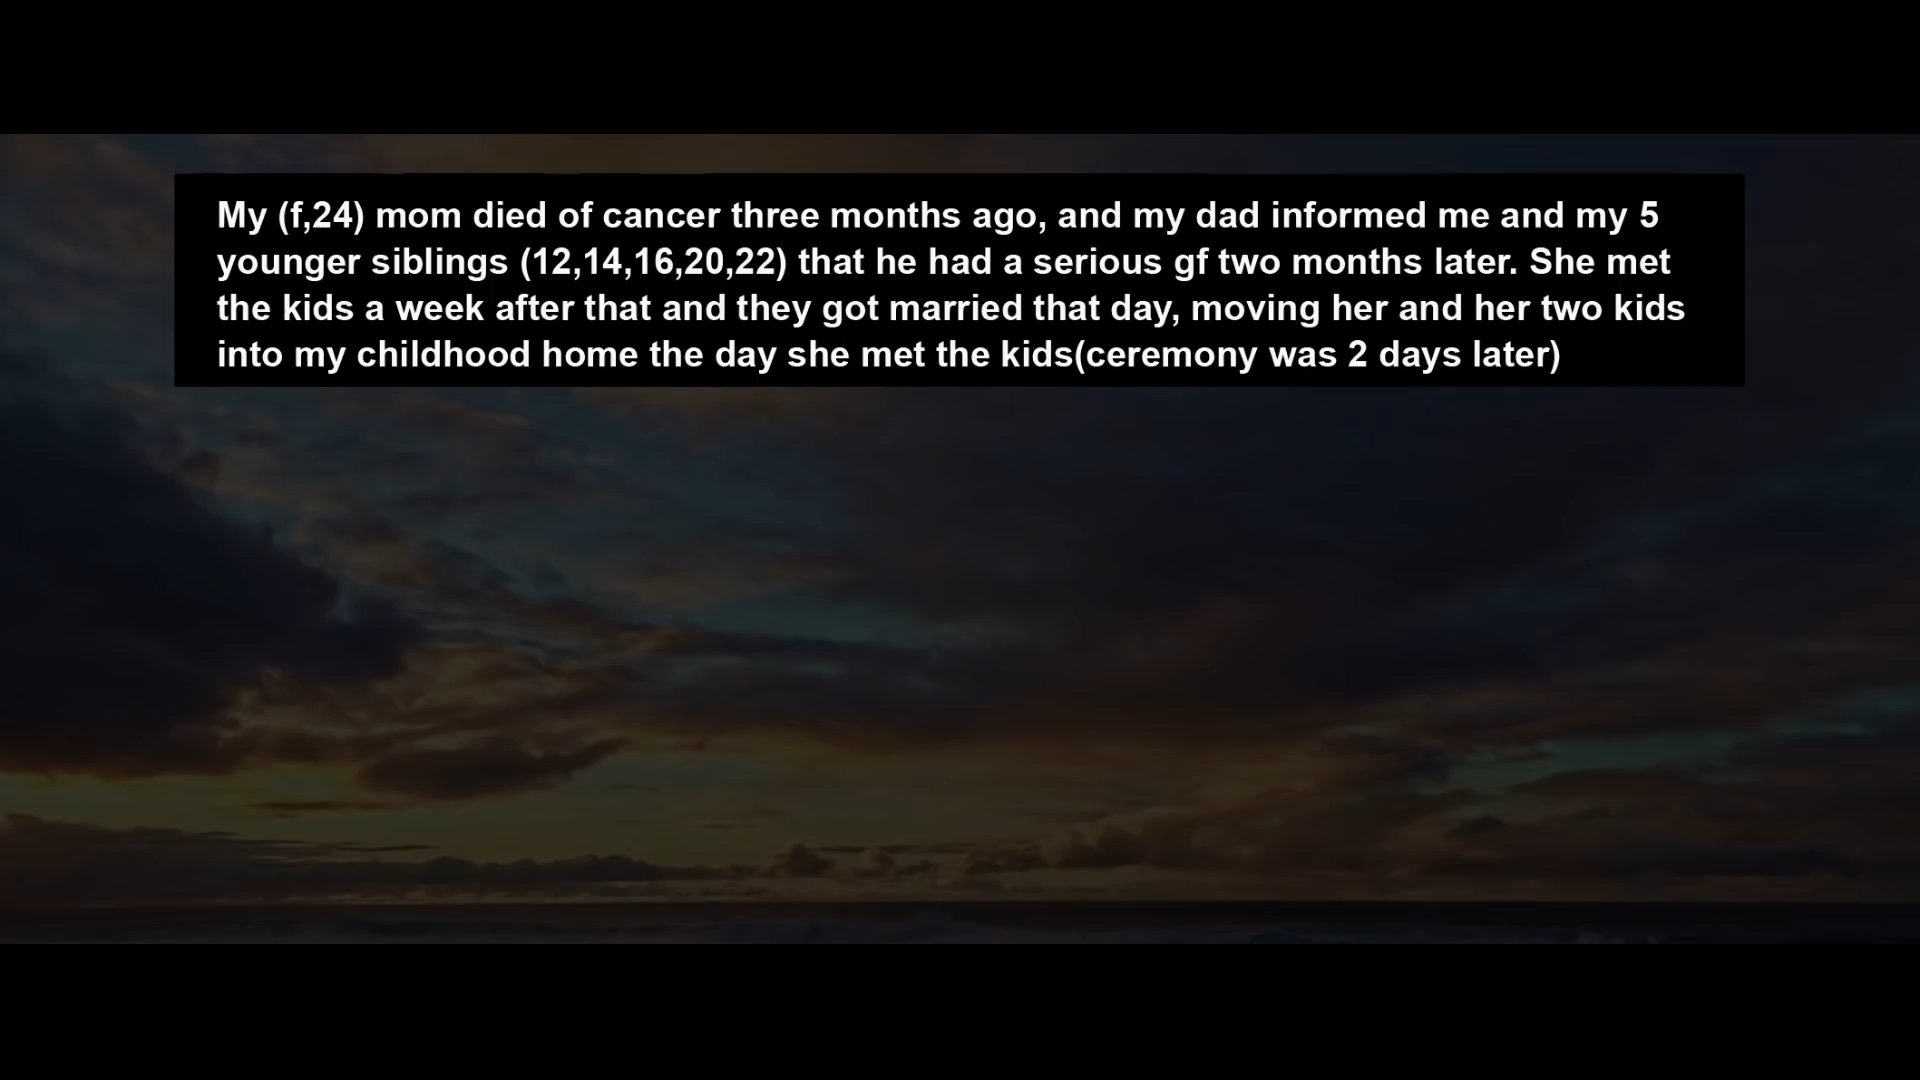 My (f,24) mom died of cancer three months ago, and my dad informed me and my 5
younger siblings (12,14,16,20,22) that he had a serious gf two months later. She met
the kids a week after that and they got married that day, moving her and her two kids
into my childhood home the day she met the kids(ceremony was 2 days later)